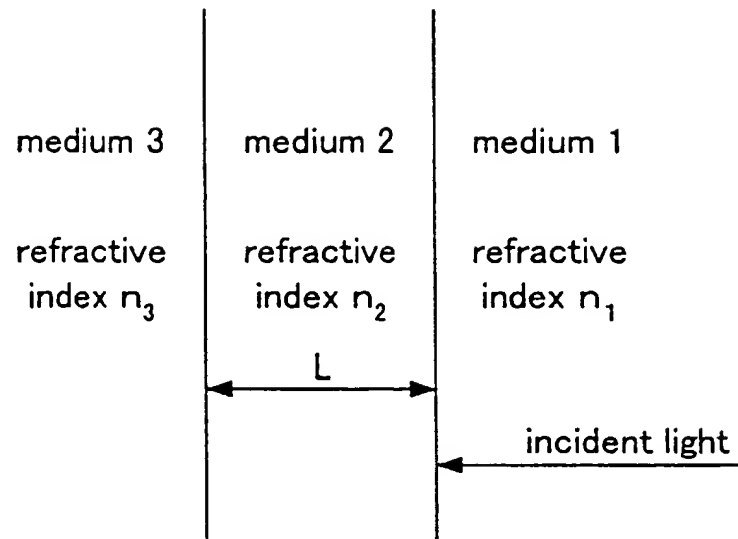 medium 3
medium 2
medium 1
refractive
index n₃
refractive
index n₂
refractive
index n₁
L
incident light